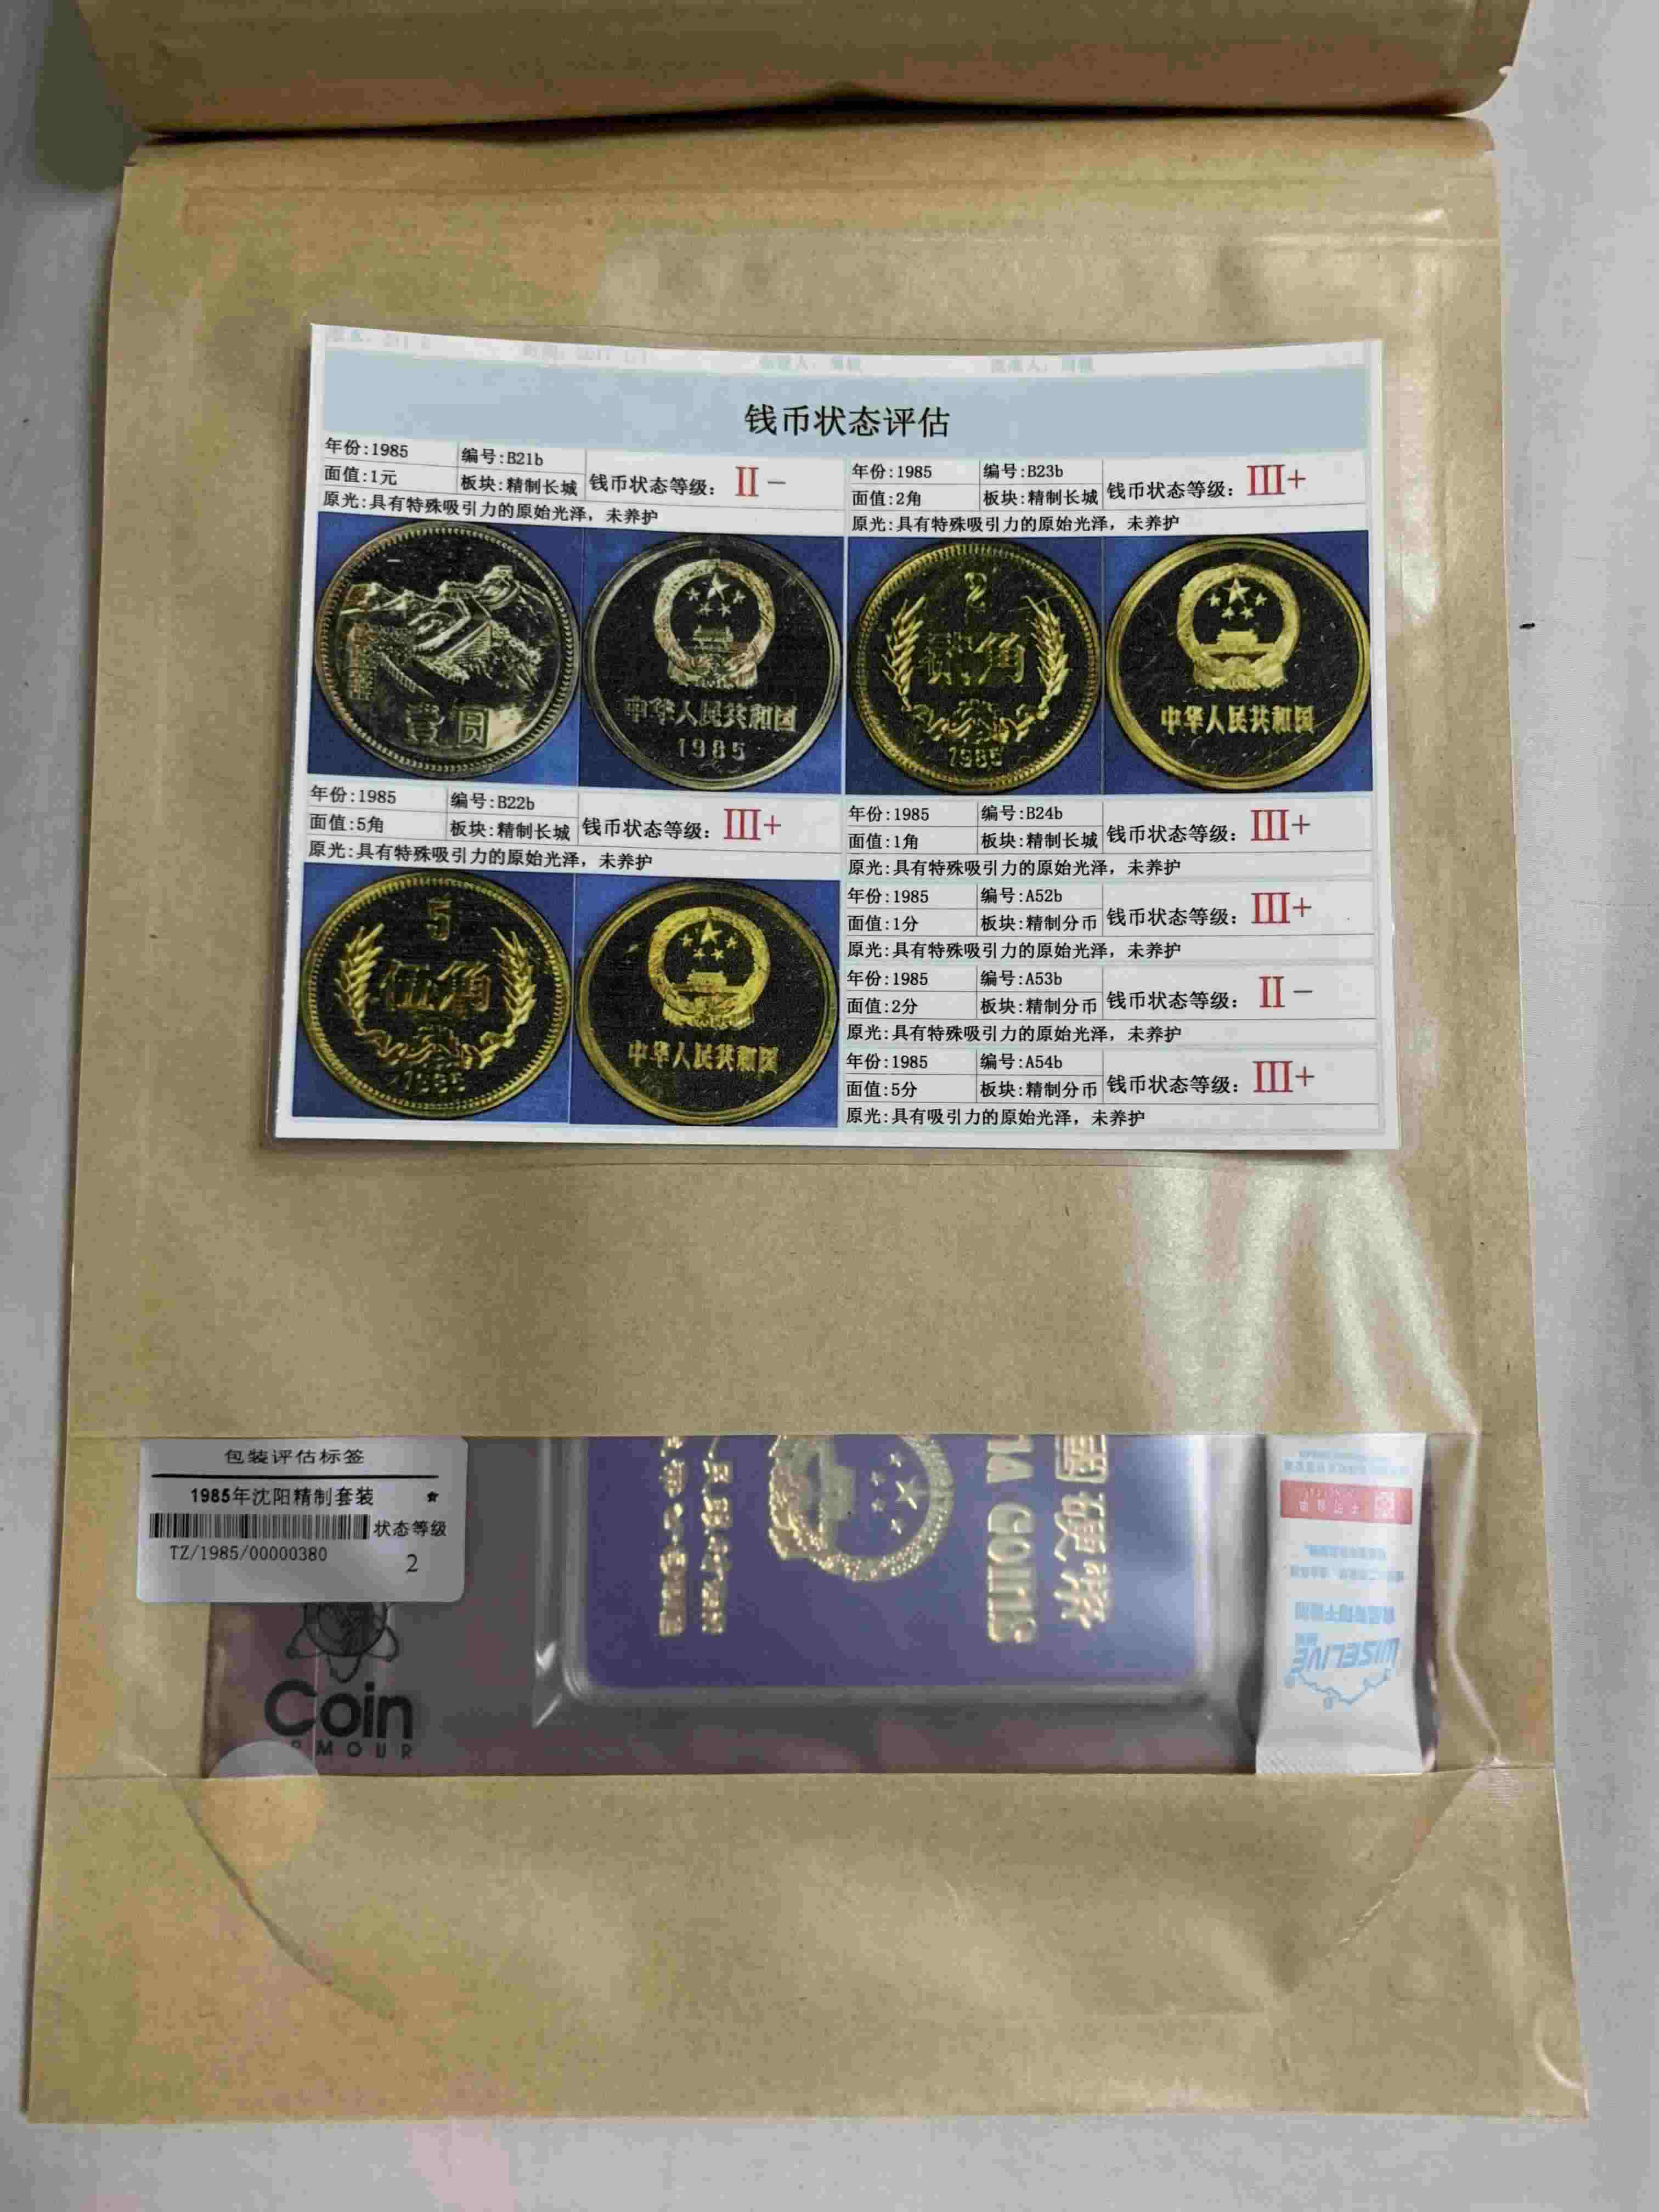 钱币状态评估
年份:1985 编号:B21b
面值:1元 板块:精制长城 钱币状态等级: II－
原光:具有特殊吸引力的原始光泽，未养护
壹圆
中华人民共和国
1985
年份:1985 编号:B23b
面值:2角 板块:精制长城 钱币状态等级: III+
原光:具有特殊吸引力的原始光泽，未养护
2
贰角
1985
中华人民共和国
年份:1985 编号:B22b
面值:5角 板块:精制长城 钱币状态等级: III+
原光:具有特殊吸引力的原始光泽，未养护
5
伍角
1985
中华人民共和国
年份:1985 编号:B24b
面值:1角 板块:精制长城 钱币状态等级: III+
原光:具有特殊吸引力的原始光泽，未养护
年份:1985 编号:A52b
面值:1分 板块:精制分币 钱币状态等级: III+
原光:具有特殊吸引力的原始光泽，未养护
年份:1985 编号:A53b
面值:2分 板块:精制分币 钱币状态等级: II－
原光:具有特殊吸引力的原始光泽，未养护
年份:1985 编号:A54b
面值:5分 板块:精制分币 钱币状态等级: III+
原光:具有吸引力的原始光泽，未养护
包装评估标签
1985年沈阳精制套装 ★
状态等级
TZ/1985/00000380 2
Coin
国硬币
COINS
WISELIVE